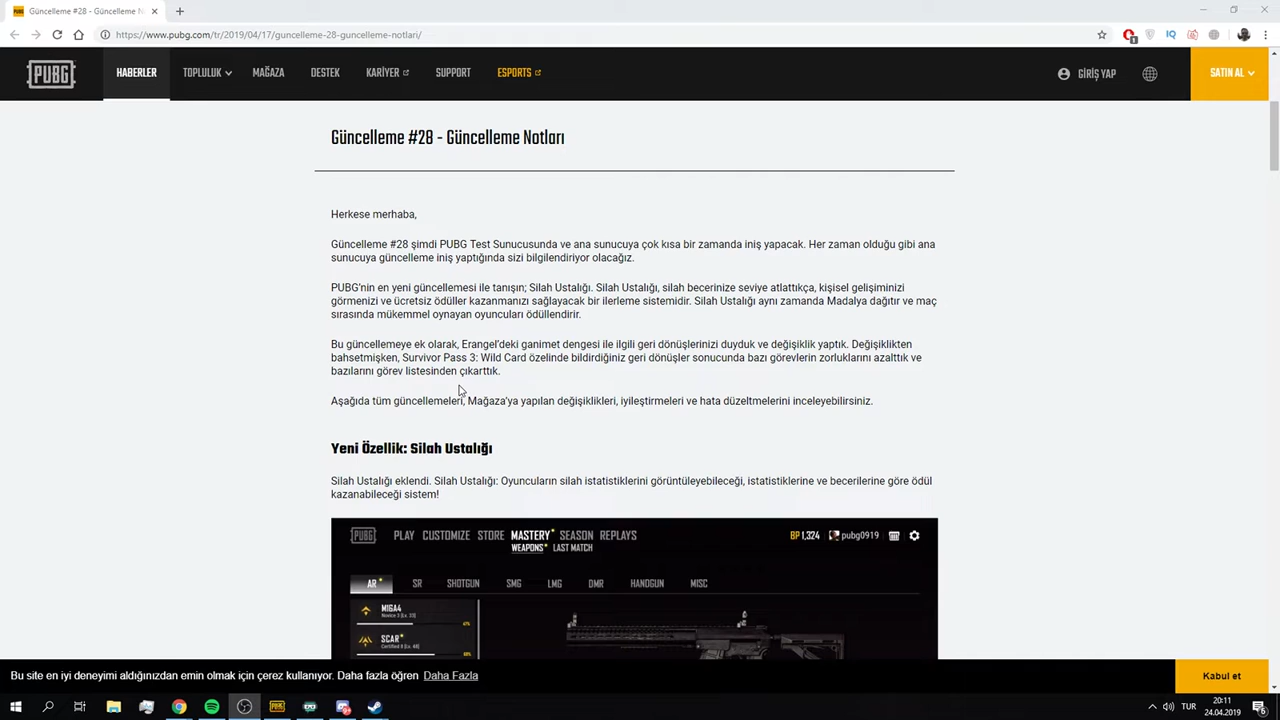 Güncelleme #28 - Güncelleme N
https://www.pubg.com/tr/2019/04/17/guncelleme-28-guncelleme-notlari/
PUBG
HABERLER
TOPLULUK
MAĞAZA
DESTEK
KARİYER
SUPPORT
ESPORTS
GİRİŞ YAP
SATIN AL
Güncelleme #28 - Güncelleme Notları
Herkese merhaba,
Güncelleme #28 şimdi PUBG Test Sunucusunda ve ana sunucuya çok kısa bir zamanda iniş yapacak. Her zaman olduğu gibi ana
sunucuya güncelleme iniş yaptığında sizi bilgilendiriyor olacağız.
PUBG'nin en yeni güncellemesi ile tanışın; Silah Ustalığı. Silah Ustalığı, silah becerinize seviye atlattıkça, kişisel gelişiminizi
görmenizi ve ücretsiz ödüller kazanmanızı sağlayacak bir ilerleme sistemidir. Silah Ustalığı aynı zamanda Madalya dağıtır ve maç
sırasında mükemmel oynayan oyuncuları ödüllendirir.
Bu güncellemeye ek olarak, Erangel'deki ganimet dengesi ile ilgili geri dönüşlerinizi duyduk ve değişiklik yaptık. Değişiklikten
bahsetmişken, Survivor Pass 3: Wild Card özelinde bildirdiğiniz geri dönüşler sonucunda bazı görevlerin zorluklarını azalttık ve
bazılarını görev listesinden çıkarttık.
Aşağıda tüm güncellemeleri, Mağaza'ya yapılan değişiklikleri, iyileştirmeleri ve hata düzeltmelerini inceleyebilirsiniz.
Yeni Özellik: Silah Ustalığı
Silah Ustalığı eklendi. Silah Ustalığı: Oyuncuların silah istatistiklerini görüntüleyebileceği, istatistiklerine ve becerilerine göre ödül
kazanabileceği sistem!
PUBG
PLAY
CUSTOMIZE
STORE
MASTERY
SEASON
REPLAYS
BP 1,324
pubg0919
WEAPONS
LAST MATCH
AR
SR
SHOTGUN
SMG
LMG
DMR
HANDGUN
MISC
M16A4
SCAR
Bu site en iyi deneyimi aldığınızdan emin olmak için çerez kullanıyor. Daha fazla öğren Daha Fazla
Kabul et
TUR
20:11
24.04.2019